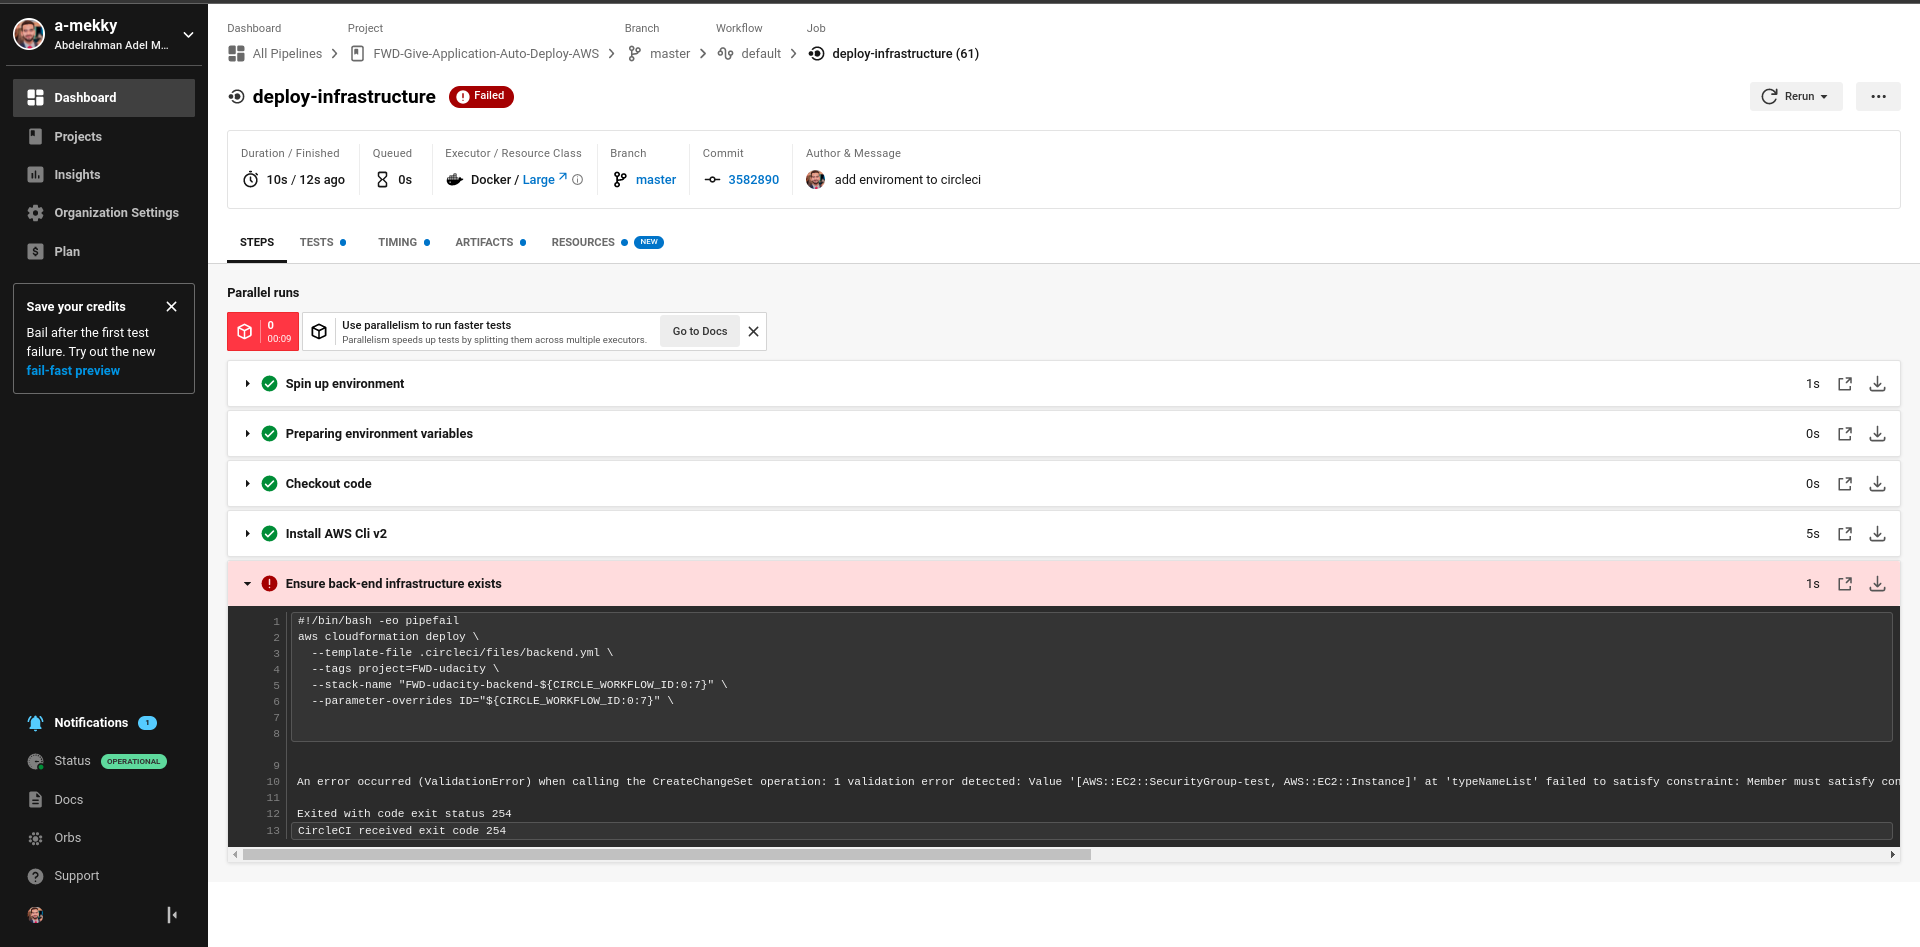 a-mekky
Abdelrahman Adel M...
Dashboard
Projects
Insights
Organization Settings
Plan
Save your credits
Bail after the first test
failure. Try out the new
fail-fast preview
Notifications 1
Status OPERATIONAL
Docs
Orbs
Support
Dashboard Project Branch Workflow Job
All Pipelines FWD-Give-Application-Auto-Deploy-AWS master default deploy-infrastructure (61)
deploy-infrastructure Failed
Rerun
Duration / Finished Queued Executor / Resource Class Branch Commit Author & Message
10s / 12s ago 0s Docker / Large master 3582890 add enviroment to circleci
STEPS TESTS TIMING ARTIFACTS RESOURCES NEW
Parallel runs
0
00:09
Use parallelism to run faster tests
Parallelism speeds up tests by splitting them across multiple executors.
Go to Docs
Spin up environment 1s
Preparing environment variables 0s
Checkout code 0s
Install AWS Cli v2 5s
Ensure back-end infrastructure exists 1s
1 #!/bin/bash -eo pipefail
2 aws cloudformation deploy \
3 --template-file .circleci/files/backend.yml \
4 --tags project=FWD-udacity \
5 --stack-name "FWD-udacity-backend-${CIRCLE_WORKFLOW_ID:0:7}" \
6 --parameter-overrides ID="${CIRCLE_WORKFLOW_ID:0:7}" \
7
8
9
10 An error occurred (ValidationError) when calling the CreateChangeSet operation: 1 validation error detected: Value '[AWS::EC2::SecurityGroup-test, AWS::EC2::Instance]' at 'typeNameList' failed to satisfy constraint: Member must satisfy con
11
12 Exited with code exit status 254
13 CircleCI received exit code 254